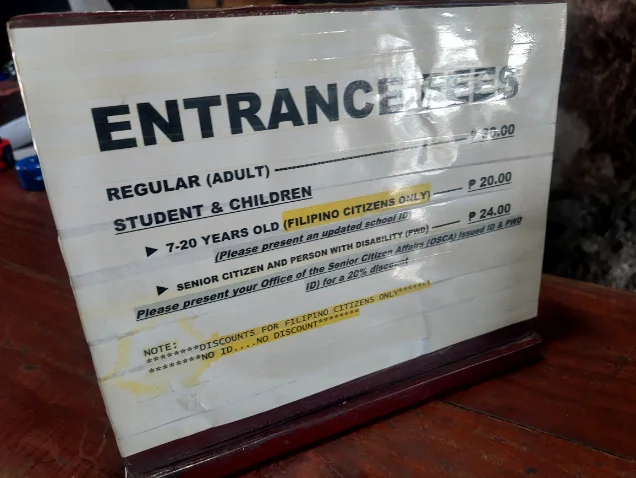 ENTRANCE FEES
REGULAR (ADULT) ₱ 30.00
STUDENT & CHILDREN
► 7-20 YEARS OLD (FILIPINO CITIZENS ONLY) ₱ 20.00
(Please present an updated school ID)
► SENIOR CITIZEN AND PERSON WITH DISABILITY (PWD) ₱ 24.00
Please present your Office of the Senior Citizen Affairs (OSCA) issued ID & PWD
ID) for a 20% discount
NOTE:
********DISCOUNTS FOR FILIPINO CITIZENS ONLY*******
********NO ID....NO DISCOUNT********